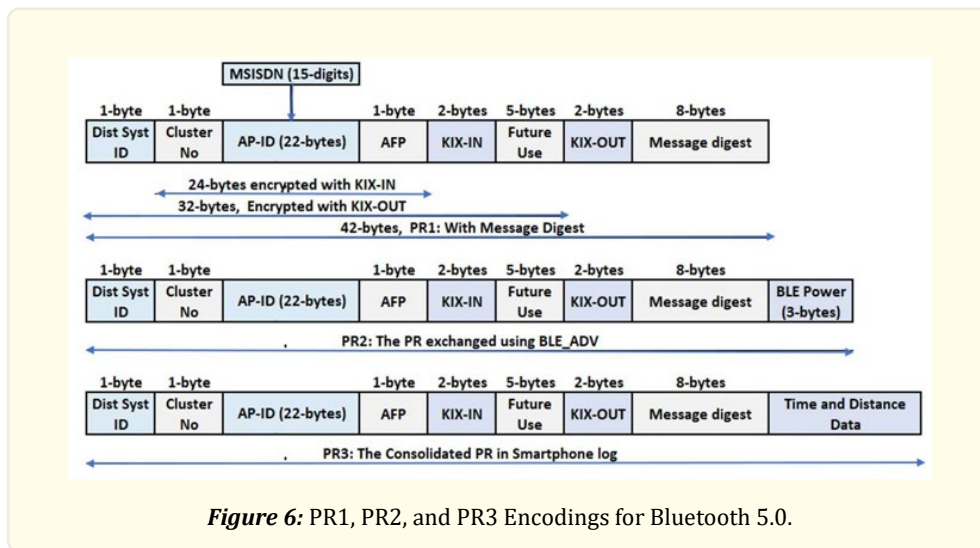 MSISDN (15-digits)
1-byte 1-byte 1-byte 2-bytes 5-bytes 2-bytes 8-bytes
Dist Syst ID Cluster No AP-ID (22-bytes) AFP KIX-IN Future Use KIX-OUT Message digest
24-bytes encrypted with KIX-IN
32-bytes, Encrypted with KIX-OUT
42-bytes, PR1: With Message Digest
1-byte 1-byte 1-byte 2-bytes 5-bytes 2-bytes 8-bytes
Dist Syst ID Cluster No AP-ID (22-bytes) AFP KIX-IN Future Use KIX-OUT Message digest BLE Power (3-bytes)
. PR2: The PR exchanged using BLE_ADV
1-byte 1-byte 1-byte 2-bytes 5-bytes 2-bytes 8-bytes
Dist Syst ID Cluster No AP-ID (22-bytes) AFP KIX-IN Future Use KIX-OUT Message digest Time and Distance Data
. PR3: The Consolidated PR in Smartphone log
Figure 6: PR1, PR2, and PR3 Encodings for Bluetooth 5.0.